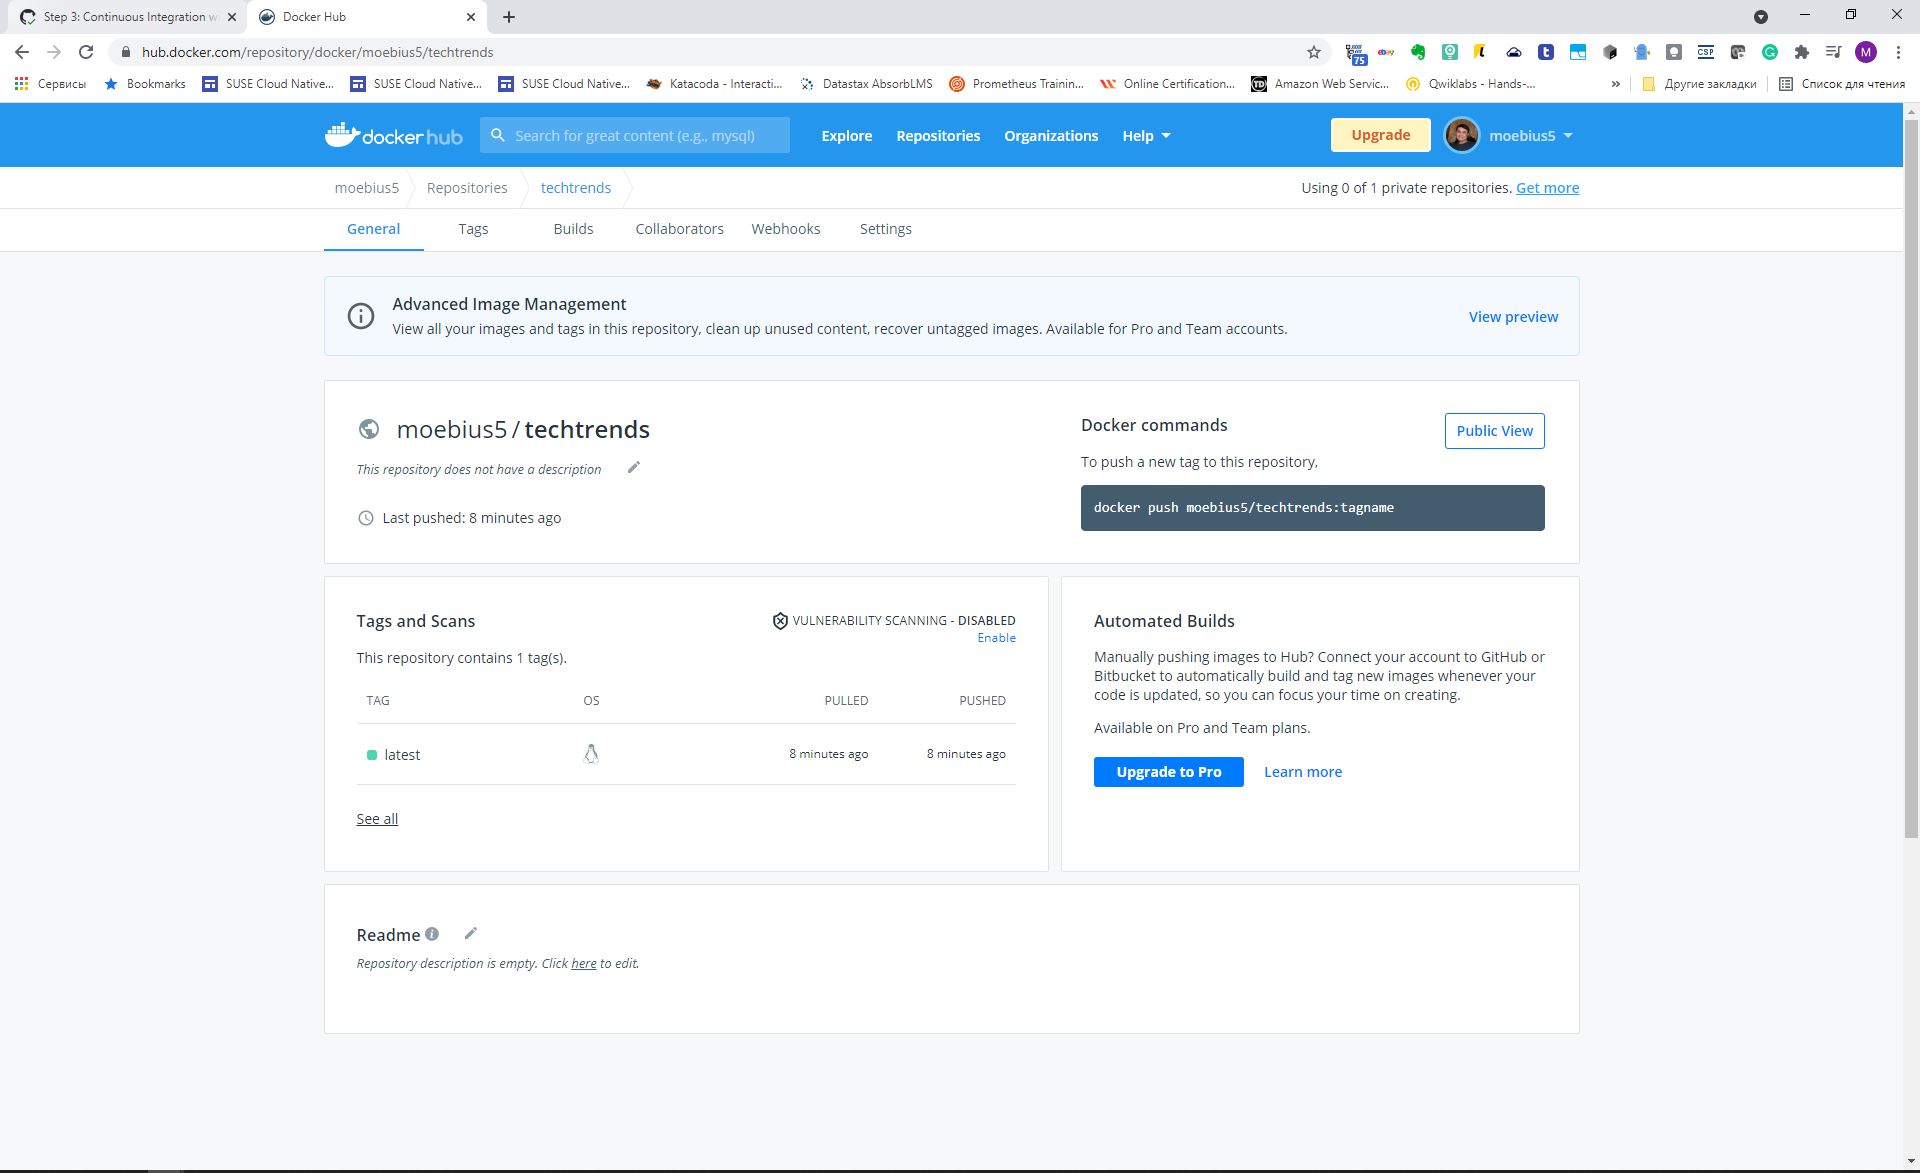 Step 3: Continuous Integration w
Docker Hub
hub.docker.com/repository/docker/moebius5/techtrends
75
ebay
CSP
M
Сервисы
Bookmarks
SUSE Cloud Native...
SUSE Cloud Native...
SUSE Cloud Native...
Katacoda - Interacti...
Datastax AbsorbLMS
Prometheus Trainin...
Online Certification...
TD
Amazon Web Servic...
Qwiklabs - Hands-...
»
Другие закладки
Список для чтения
docker hub
Search for great content (e.g., mysql)
Explore
Repositories
Organizations
Help
Upgrade
moebius5
moebius5
Repositories
techtrends
Using 0 of 1 private repositories. Get more
General
Tags
Builds
Collaborators
Webhooks
Settings
Advanced Image Management
View all your images and tags in this repository, clean up unused content, recover untagged images. Available for Pro and Team accounts.
View preview
moebius5 / techtrends
This repository does not have a description
Last pushed: 8 minutes ago
Docker commands
Public View
To push a new tag to this repository,
docker push moebius5/techtrends:tagname
Tags and Scans
VULNERABILITY SCANNING - DISABLED
Enable
This repository contains 1 tag(s).
TAG OS PULLED PUSHED
latest 8 minutes ago 8 minutes ago
See all
Automated Builds
Manually pushing images to Hub? Connect your account to GitHub or
Bitbucket to automatically build and tag new images whenever your
code is updated, so you can focus your time on creating.
Available on Pro and Team plans.
Upgrade to Pro
Learn more
Readme
Repository description is empty. Click here to edit.